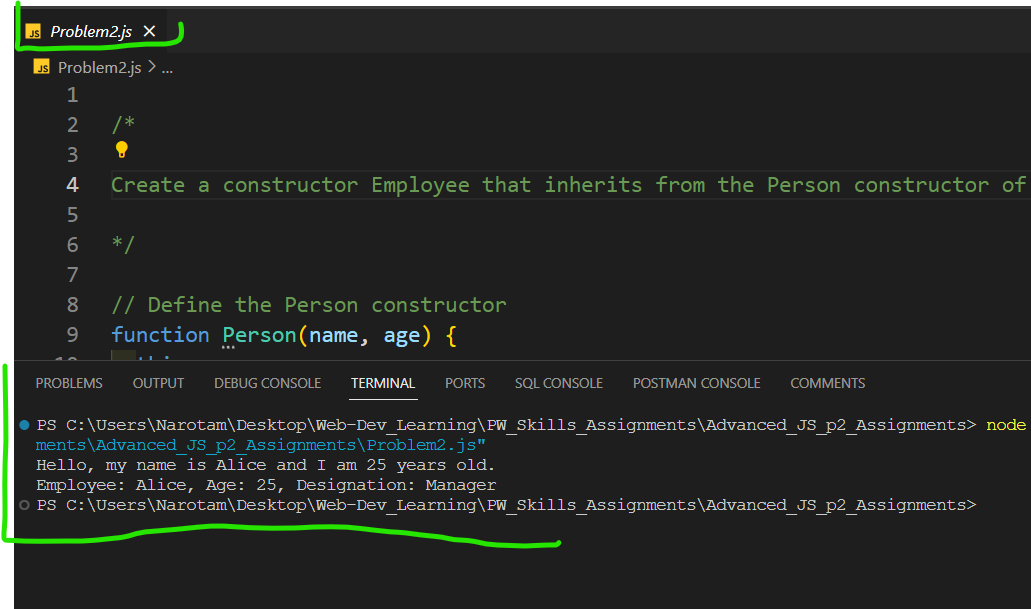 JS Problem2.js ×
JS Problem2.js > ...
1
2 /*
3
4 Create a constructor Employee that inherits from the Person constructor of
5
6 */
7
8 // Define the Person constructor
9 function Person(name, age) {
10 this
PROBLEMS OUTPUT DEBUG CONSOLE TERMINAL PORTS SQL CONSOLE POSTMAN CONSOLE COMMENTS
PS C:\Users\Narotam\Desktop\Web-Dev_Learning\PW_Skills_Assignments\Advanced_JS_p2_Assignments> node
ments\Advanced_JS_p2_Assignments\Problem2.js"
Hello, my name is Alice and I am 25 years old.
Employee: Alice, Age: 25, Designation: Manager
PS C:\Users\Narotam\Desktop\Web-Dev_Learning\PW_Skills_Assignments\Advanced_JS_p2_Assignments>